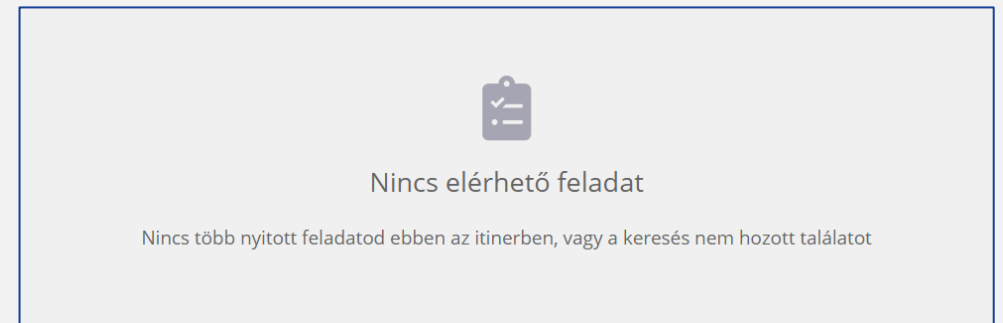 Nincs elérhető feladat
Nincs több nyitott feladatod ebben az itinerben, vagy a keresés nem hozott találatot